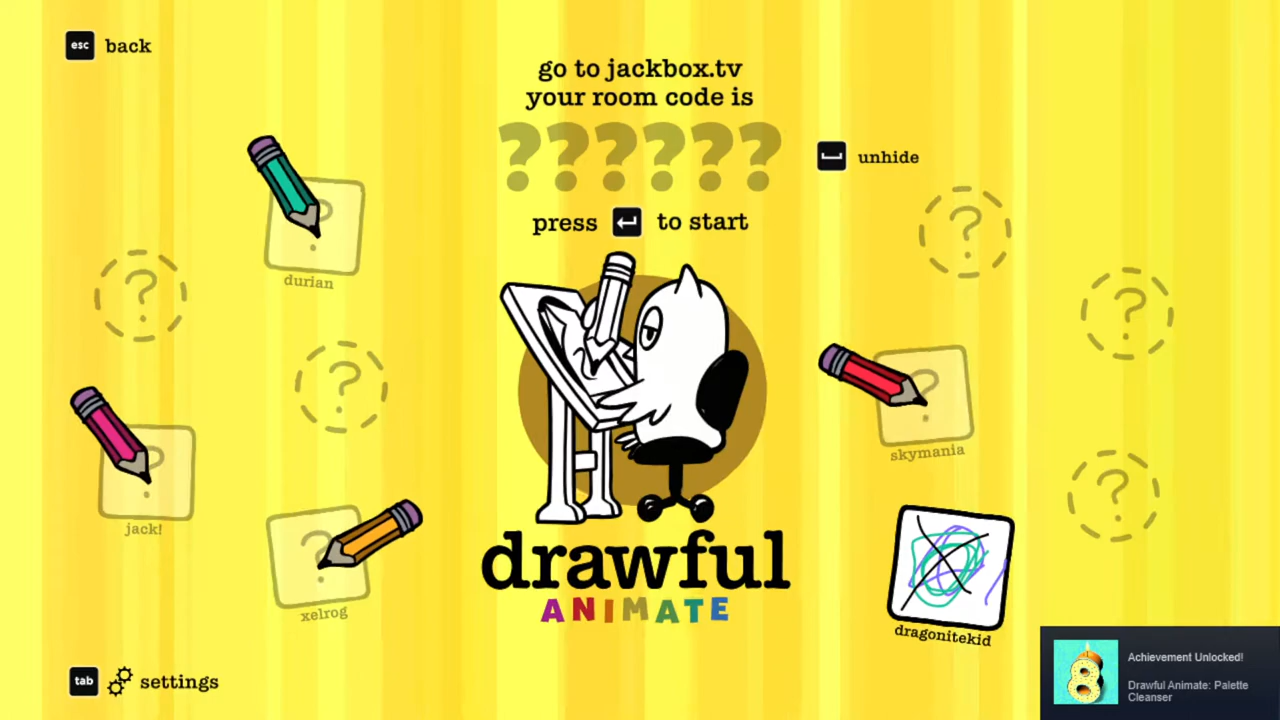 esc back
go to jackbox.tv
your room code is
??????
unhide
press to start
durian
jack!
xelrog
skymania
dragonitekid
drawful
ANIMATE
tab settings
8
Achievement Unlocked!
Drawful Animate: Palette
Cleanser